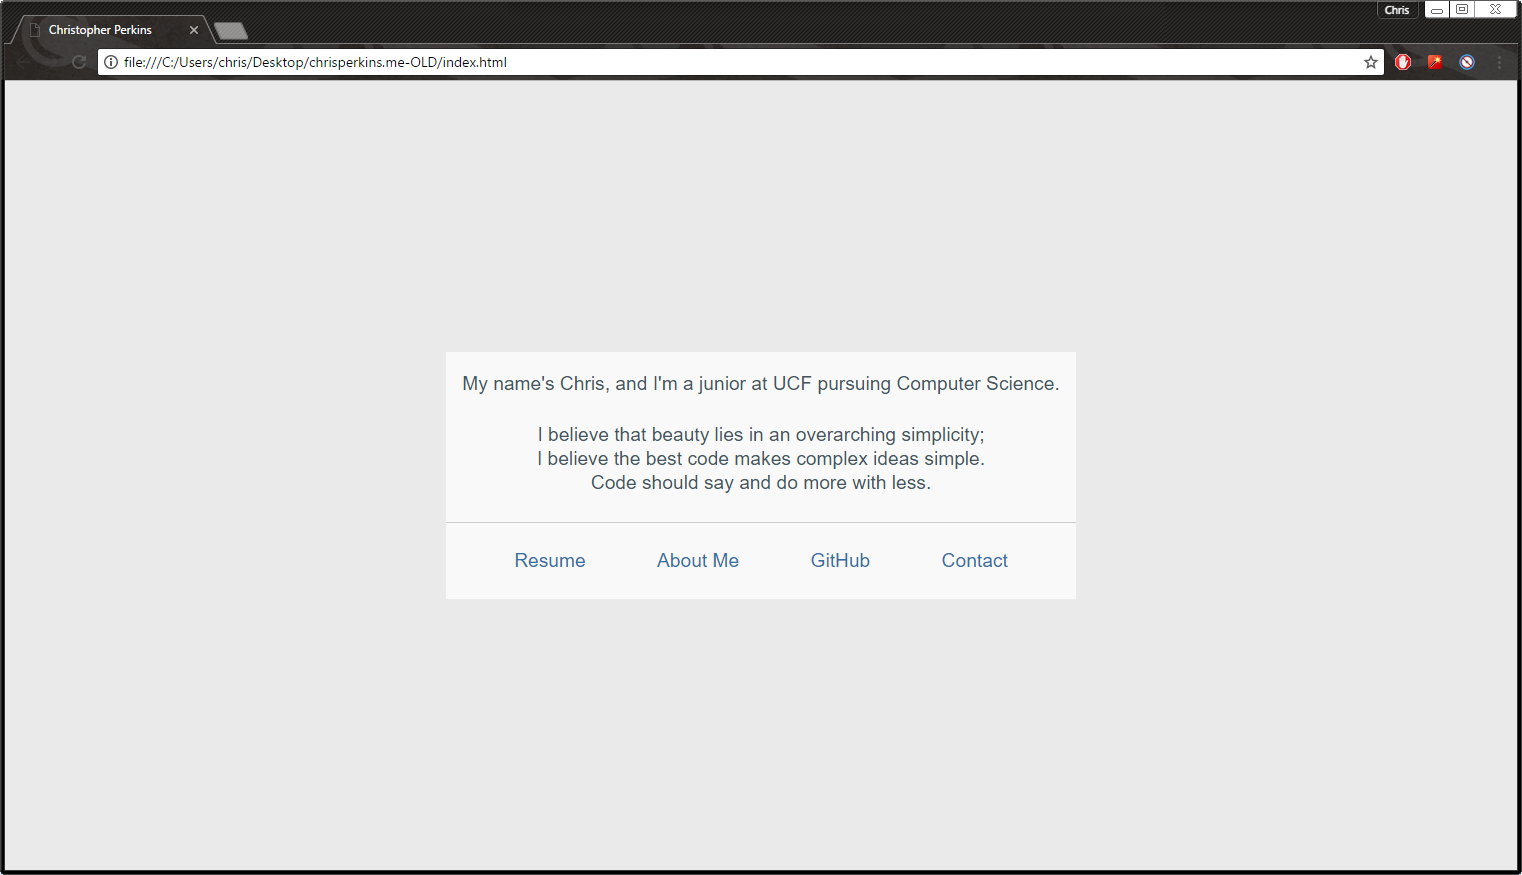 Chris
Christopher Perkins
file:///C:/Users/chris/Desktop/chrisperkins.me-OLD/index.html
My name's Chris, and I'm a junior at UCF pursuing Computer Science.
I believe that beauty lies in an overarching simplicity;
I believe the best code makes complex ideas simple.
Code should say and do more with less.
Resume About Me GitHub Contact